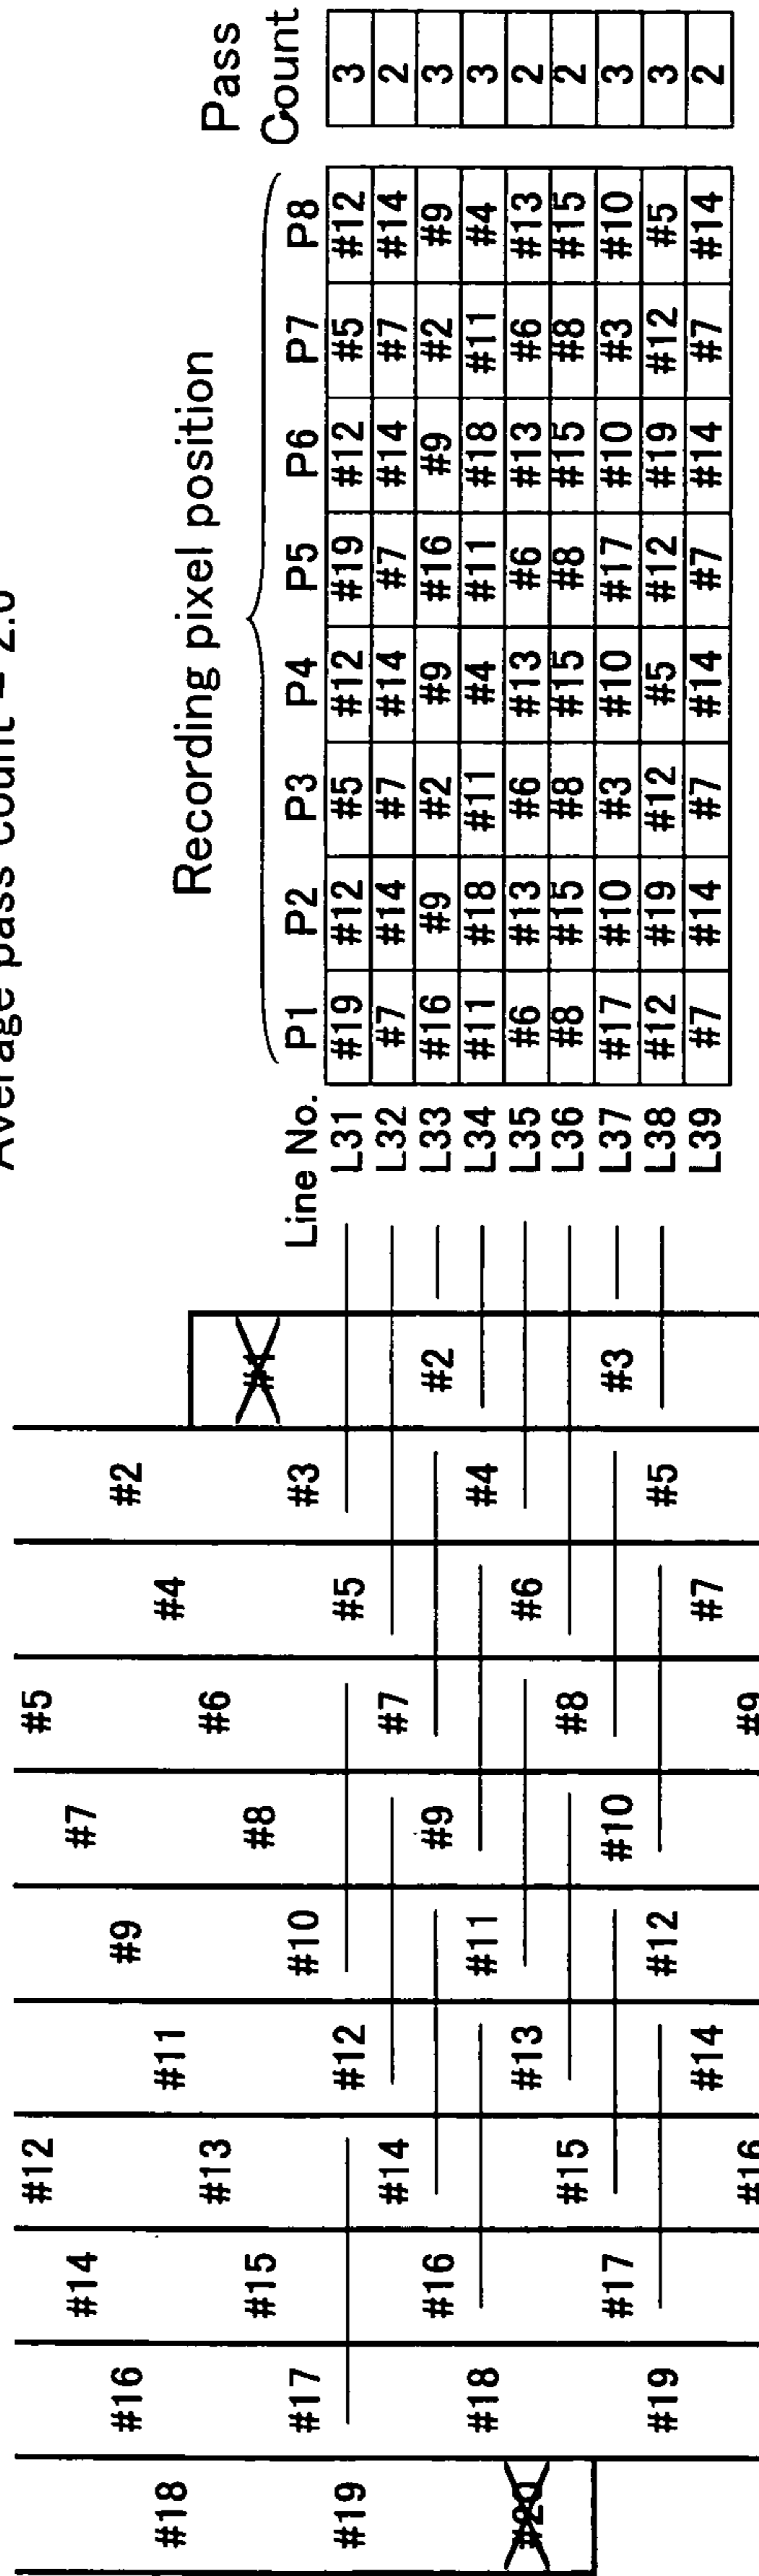 Average pass count =
#12 #5
#14 #7
#16 #9 #2
#18 #11 #4
Recording pixel position
#13 #6 Pass
#15 #8 #1 Count
#17 #10 #3 Line No. P1 P2 P3 P4 P5 P6 P7 P8
#19 #12 #5 L31 #19 #12 #5 #12 #19 #12 #5 #12 3
#14 #7 L32 #7 #14 #7 #14 #7 #14 #7 #14 2
#16 #9 #2 L33 #16 #9 #2 #9 #16 #9 #2 #9 3
#18 #11 #4 L34 #11 #18 #11 #4 #11 #18 #11 #4 3
#20 #13 #6 L35 #6 #13 #6 #13 #6 #13 #6 #13 2
#15 #8 L36 #8 #15 #8 #15 #8 #15 #8 #15 2
#17 #10 #3 L37 #17 #10 #3 #10 #17 #10 #3 #10 3
#19 #12 #5 L38 #12 #19 #12 #5 #12 #19 #12 #5 3
#14 #7 L39 #7 #14 #7 #14 #7 #14 #7 #14 2
#16 #9